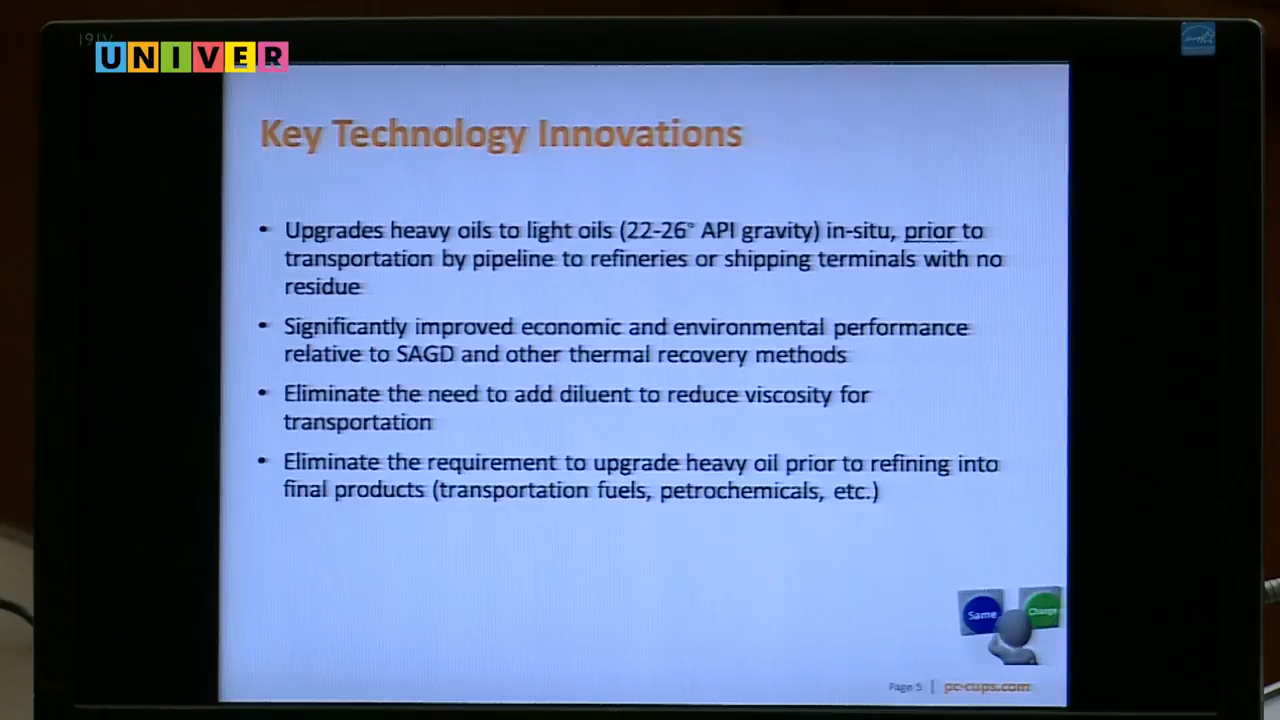 UNIVER
Key Technology Innovations
• Upgrades heavy oils to light oils (22-26° API gravity) in-situ, prior to
transportation by pipeline to refineries or shipping terminals with no
residue
• Significantly improved economic and environmental performance
relative to SAGD and other thermal recovery methods
• Eliminate the need to add diluent to reduce viscosity for
transportation
• Eliminate the requirement to upgrade heavy oil prior to refining into
final products (transportation fuels, petrochemicals, etc.)
Same
Change
Page 5 | pc-cups.com